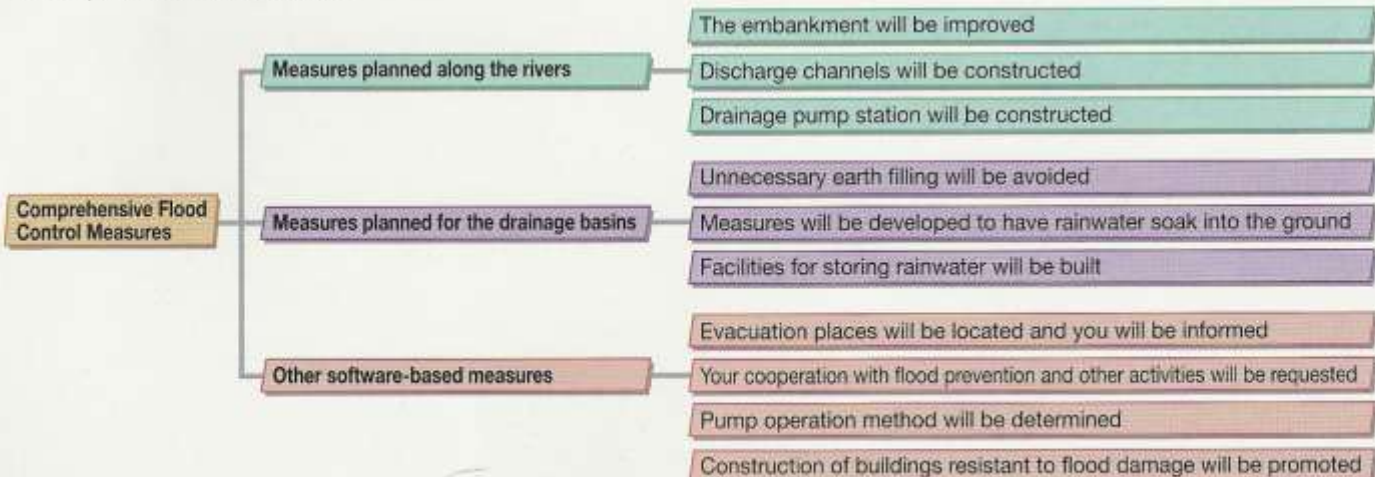 Comprehensive Flood
Control Measures
Measures planned along the rivers
The embankment will be improved
Discharge channels will be constructed
Drainage pump station will be constructed
Measures planned for the drainage basins
Unnecessary earth filling will be avoided
Measures will be developed to have rainwater soak into the ground
Facilities for storing rainwater will be built
Other software-based measures
Evacuation places will be located and you will be informed
Your cooperation with flood prevention and other activities will be requested
Pump operation method will be determined
Construction of buildings resistant to flood damage will be promoted